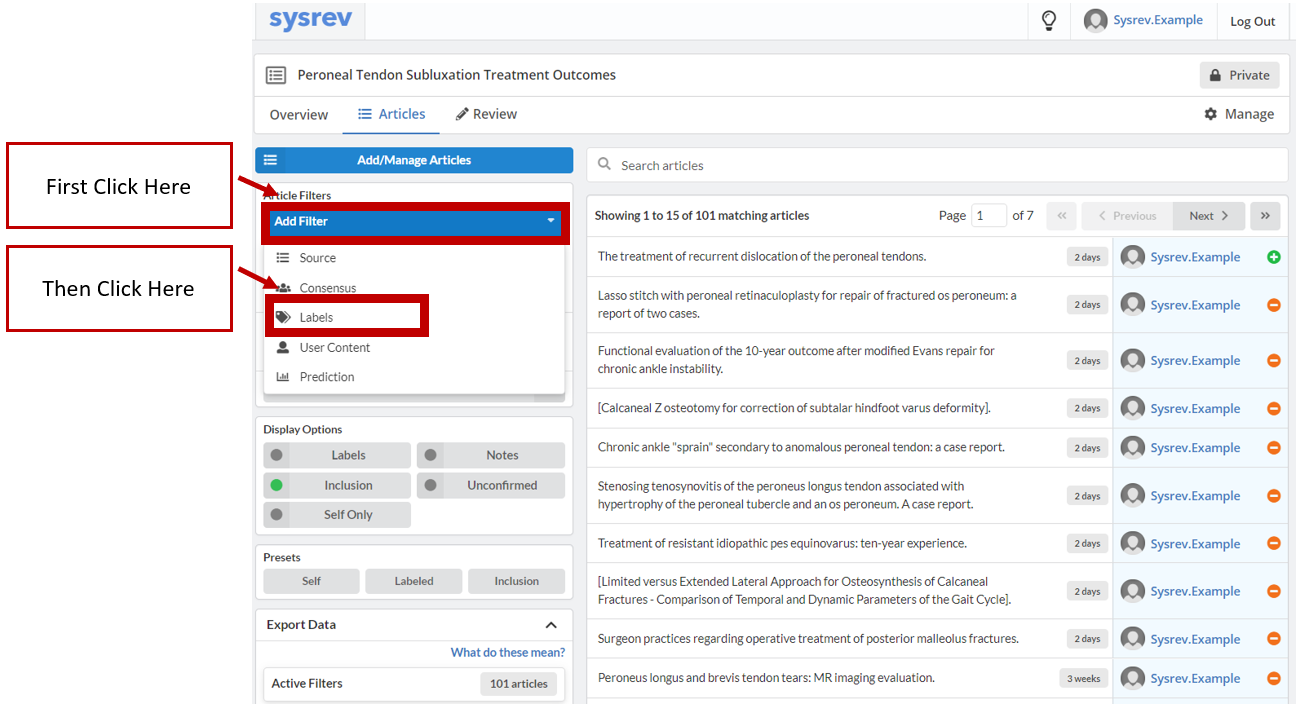 sysrev
Sysrev.Example
Log Out
Peroneal Tendon Subluxation Treatment Outcomes
Private
Overview
Articles
Review
Manage
First Click Here
Then Click Here
Add/Manage Articles
Article Filters
Add Filter
Source
Consensus
Labels
User Content
Prediction
Display Options
Labels
Notes
Inclusion
Unconfirmed
Self Only
Presets
Self
Labeled
Inclusion
Export Data
What do these mean?
Active Filters
101 articles
Search articles
Showing 1 to 15 of 101 matching articles
Page 1 of 7
« Previous
Next »
The treatment of recurrent dislocation of the peroneal tendons.
2 days
Sysrev.Example
Lasso stitch with peroneal retinaculoplasty for repair of fractured os peroneum: a
report of two cases.
2 days
Sysrev.Example
Functional evaluation of the 10-year outcome after modified Evans repair for
chronic ankle instability.
2 days
Sysrev.Example
[Calcaneal Z osteotomy for correction of subtalar hindfoot varus deformity].
2 days
Sysrev.Example
Chronic ankle "sprain" secondary to anomalous peroneal tendon: a case report.
2 days
Sysrev.Example
Stenosing tenosynovitis of the peroneus longus tendon associated with
hypertrophy of the peroneal tubercle and an os peroneum. A case report.
2 days
Sysrev.Example
Treatment of resistant idiopathic pes equinovarus: ten-year experience.
2 days
Sysrev.Example
[Limited versus Extended Lateral Approach for Osteosynthesis of Calcaneal
Fractures - Comparison of Temporal and Dynamic Parameters of the Gait Cycle].
2 days
Sysrev.Example
Surgeon practices regarding operative treatment of posterior malleolus fractures.
2 days
Sysrev.Example
Peroneus longus and brevis tendon tears: MR imaging evaluation.
3 weeks
Sysrev.Example